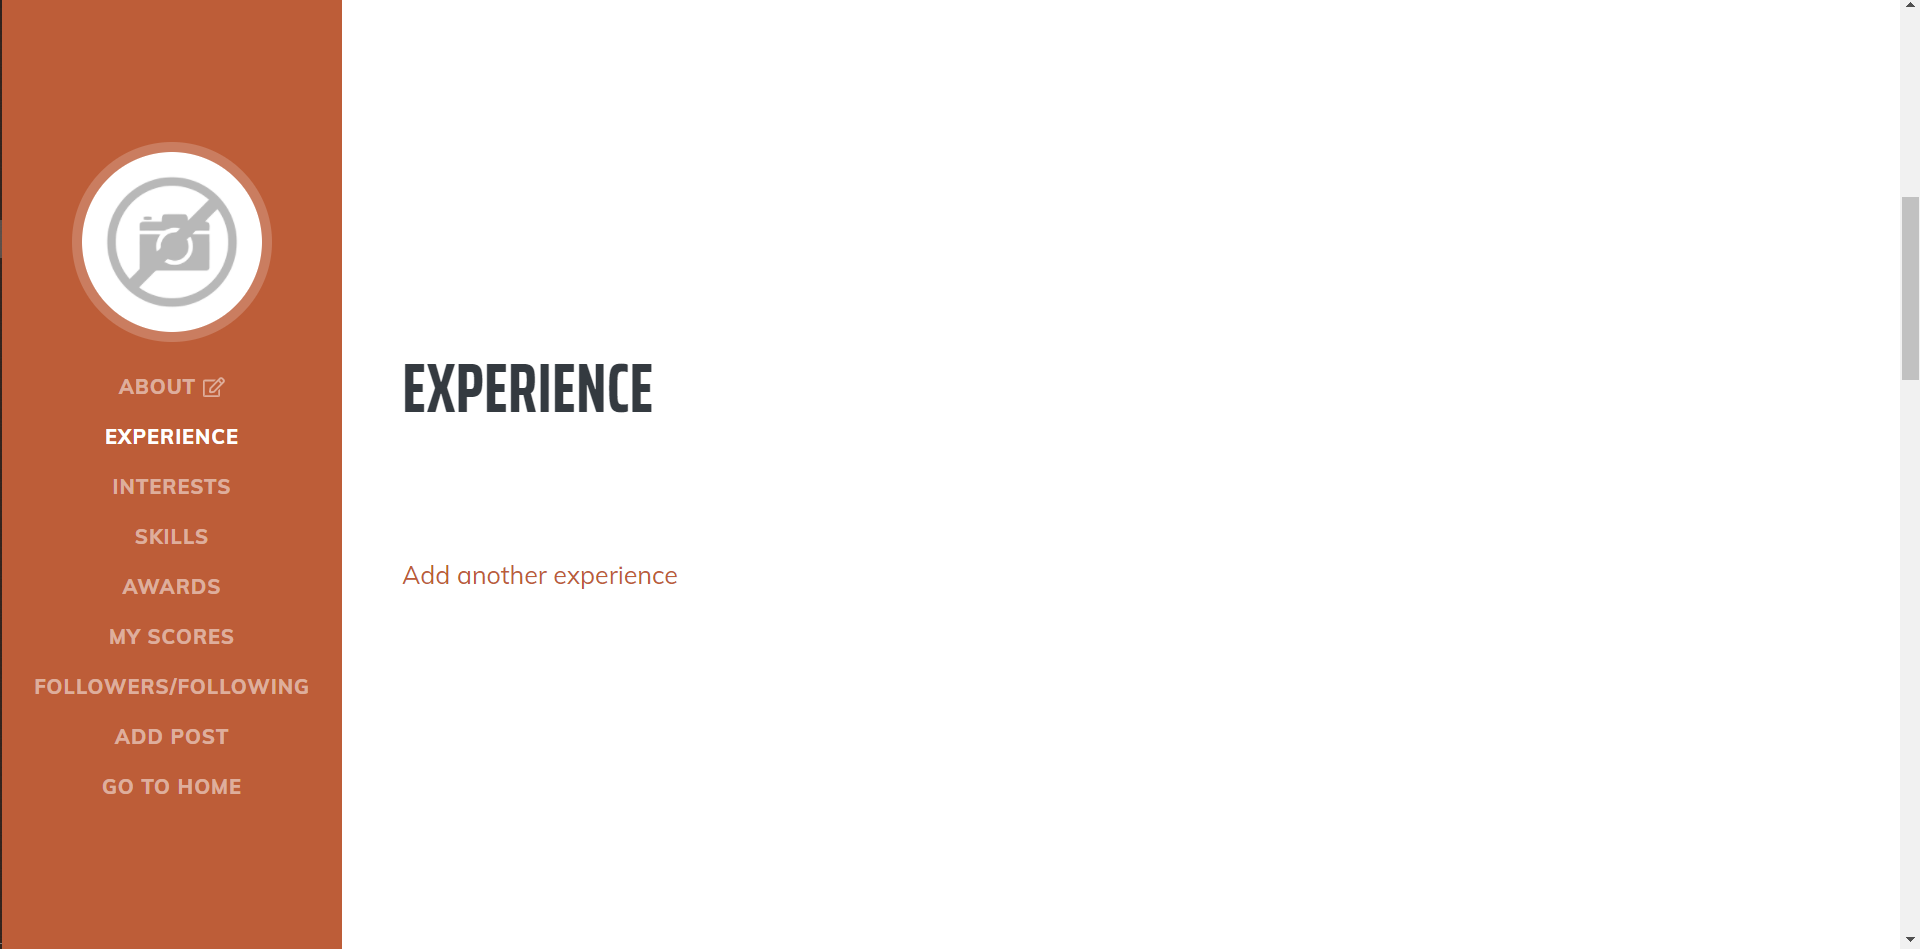 ABOUT
EXPERIENCE
INTERESTS
SKILLS
AWARDS
MY SCORES
FOLLOWERS/FOLLOWING
ADD POST
GO TO HOME
EXPERIENCE
Add another experience